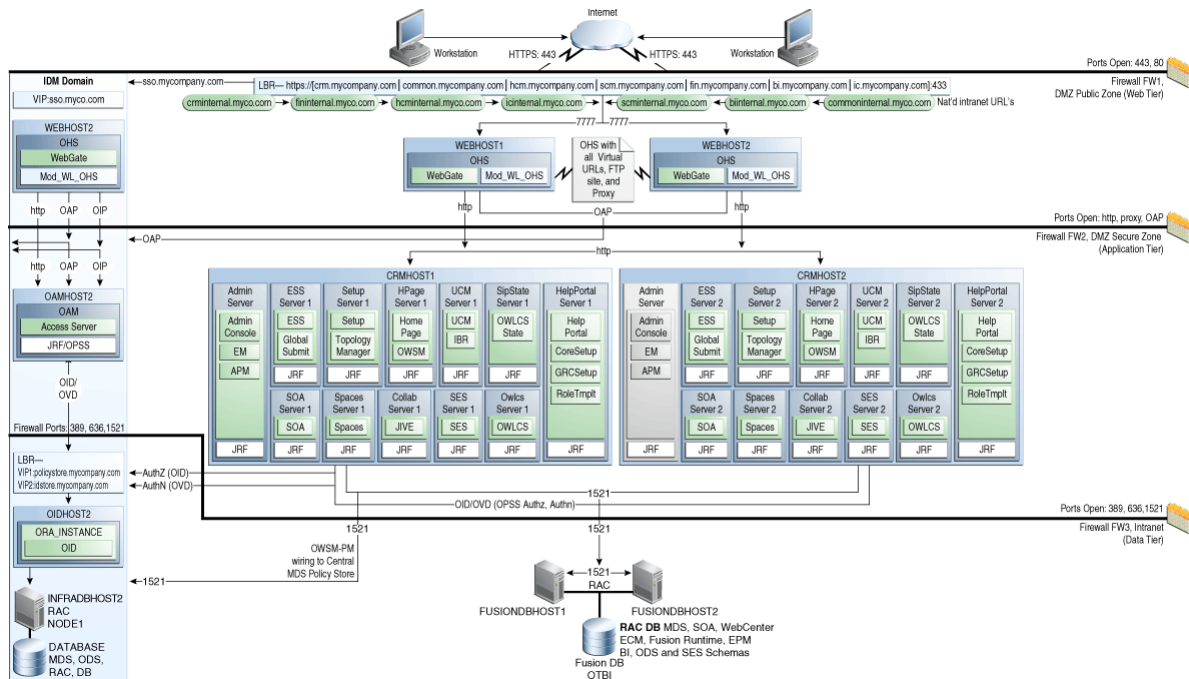 Internet
Workstation
HTTPS: 443
HTTPS: 443
Workstation
Ports Open: 443, 80
Firewall FW1,
DMZ Public Zone (Web Tier)
IDM Domain
sso.mycompany.com
LBR— https://[crm.mycompany.com | common.mycompany.com | hcm.mycompany.com | scm.mycompany.com | fin.mycompany.com | bi.mycompany.com | ic.mycompany.com]:433
VIP:sso.myco.com
crminternal.myco.com
fininternal.myco.com
hcminternal.myco.com
icinternal.myco.com
scminternal.myco.com
biinternal.myco.com
commoninternal.myco.com
Nat'd intranet URL's
7777
7777
WEBHOST2
OHS
WebGate
Mod_WL_OHS
WEBHOST1
OHS
WebGate
Mod_WL_OHS
OHS with
all Virtual
URLs, FTP
site, and
Proxy
WEBHOST2
OHS
WebGate
Mod_WL_OHS
http
OAP
OIP
http
OAP
http
Ports Open: http, proxy, OAP
Firewall FW2, DMZ Secure Zone
(Application Tier)
OAP
http
http
OAP
OIP
OAMHOST2
OAM
Access Server
JRF/OPSS
OID/
OVD
CRMHOST1
Admin
Server
Admin
Console
EM
APM
JRF
ESS
Server 1
ESS
Global
Submit
JRF
Setup
Server 1
Setup
Topology
Manager
JRF
HPage
Server 1
Home
Page
OWSM
JRF
UCM
Server 1
UCM
IBR
JRF
SipState
Server 1
OWLCS
State
JRF
HelpPortal
Server 1
Help
Portal
CoreSetup
GRCSetup
RoleTmplt
JRF
SOA
Server 1
SOA
JRF
Spaces
Server 1
Spaces
JRF
Collab
Server 1
JIVE
JRF
SES
Server 1
SES
JRF
Owlcs
Server 1
OWLCS
JRF
CRMHOST2
Admin
Server
Admin
Console
EM
APM
JRF
ESS
Server 2
ESS
Global
Submit
JRF
Setup
Server 2
Setup
Topology
Manager
JRF
HPage
Server 2
Home
Page
OWSM
JRF
UCM
Server 2
UCM
IBR
JRF
SipState
Server 2
OWLCS
State
JRF
HelpPortal
Server 2
Help
Portal
CoreSetup
GRCSetup
RoleTmplt
JRF
SOA
Server 2
SOA
JRF
Spaces
Server 2
Spaces
JRF
Collab
Server 2
JIVE
JRF
SES
Server 2
SES
JRF
Owlcs
Server 2
OWLCS
JRF
Firewall Ports: 389, 636,1521
LBR—
VIP1:policystore.mycompany.com
VIP2:idstore.mycompany.com
AuthZ (OID)
AuthN (OVD)
1521
OID/OVD (OPSS Authz, Authn)
Ports Open: 389, 636,1521
Firewall FW3, Intranet
(Data Tier)
OIDHOST2
ORA_INSTANCE
OID
1521
1521
OWSM-PM
wiring to Central
MDS Policy Store
1521
INFRADBHOST2
RAC
NODE1
DATABASE
MDS, ODS,
RAC, DB
1521
RAC
FUSIONDBHOST1
FUSIONDBHOST2
RAC DB MDS, SOA, WebCenter
ECM, Fusion Runtime, EPM
BI, ODS and SES Schemas
Fusion DB
OTBI